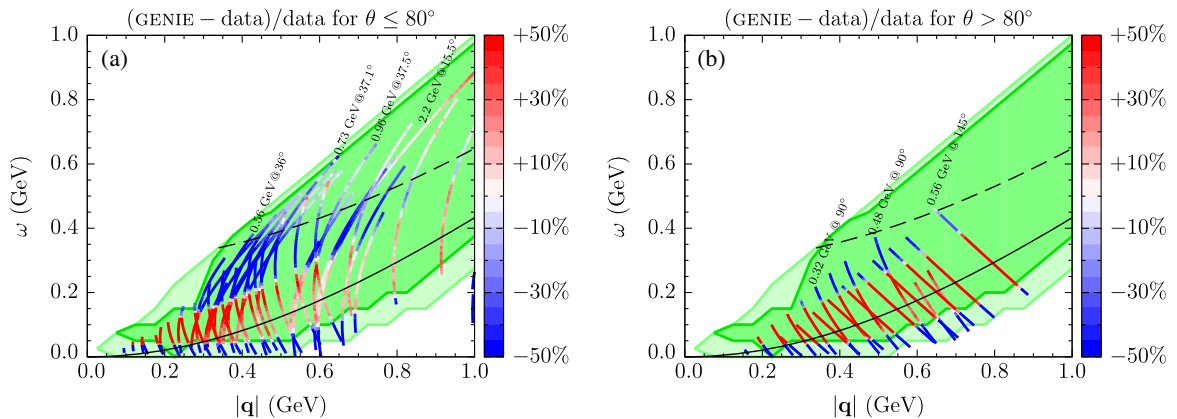 (GENIE − data)/data for θ ≤ 80°
(a)
ω (GeV)
1.0
0.8
0.6
0.4
0.2
0.0
0.0 0.2 0.4 0.6 0.8 1.0
|q| (GeV)
0.56 GeV@36°
0.73 GeV@37.1°
0.96 GeV@37.5°
2.2 GeV@15.5°
+50%
+30%
+10%
−10%
−30%
−50%
(GENIE − data)/data for θ > 80°
(b)
ω (GeV)
1.0
0.8
0.6
0.4
0.2
0.0
0.0 0.2 0.4 0.6 0.8 1.0
|q| (GeV)
0.32 GeV @ 90°
0.48 GeV @ 90°
0.56 GeV @ 145°
+50%
+30%
+10%
−10%
−30%
−50%